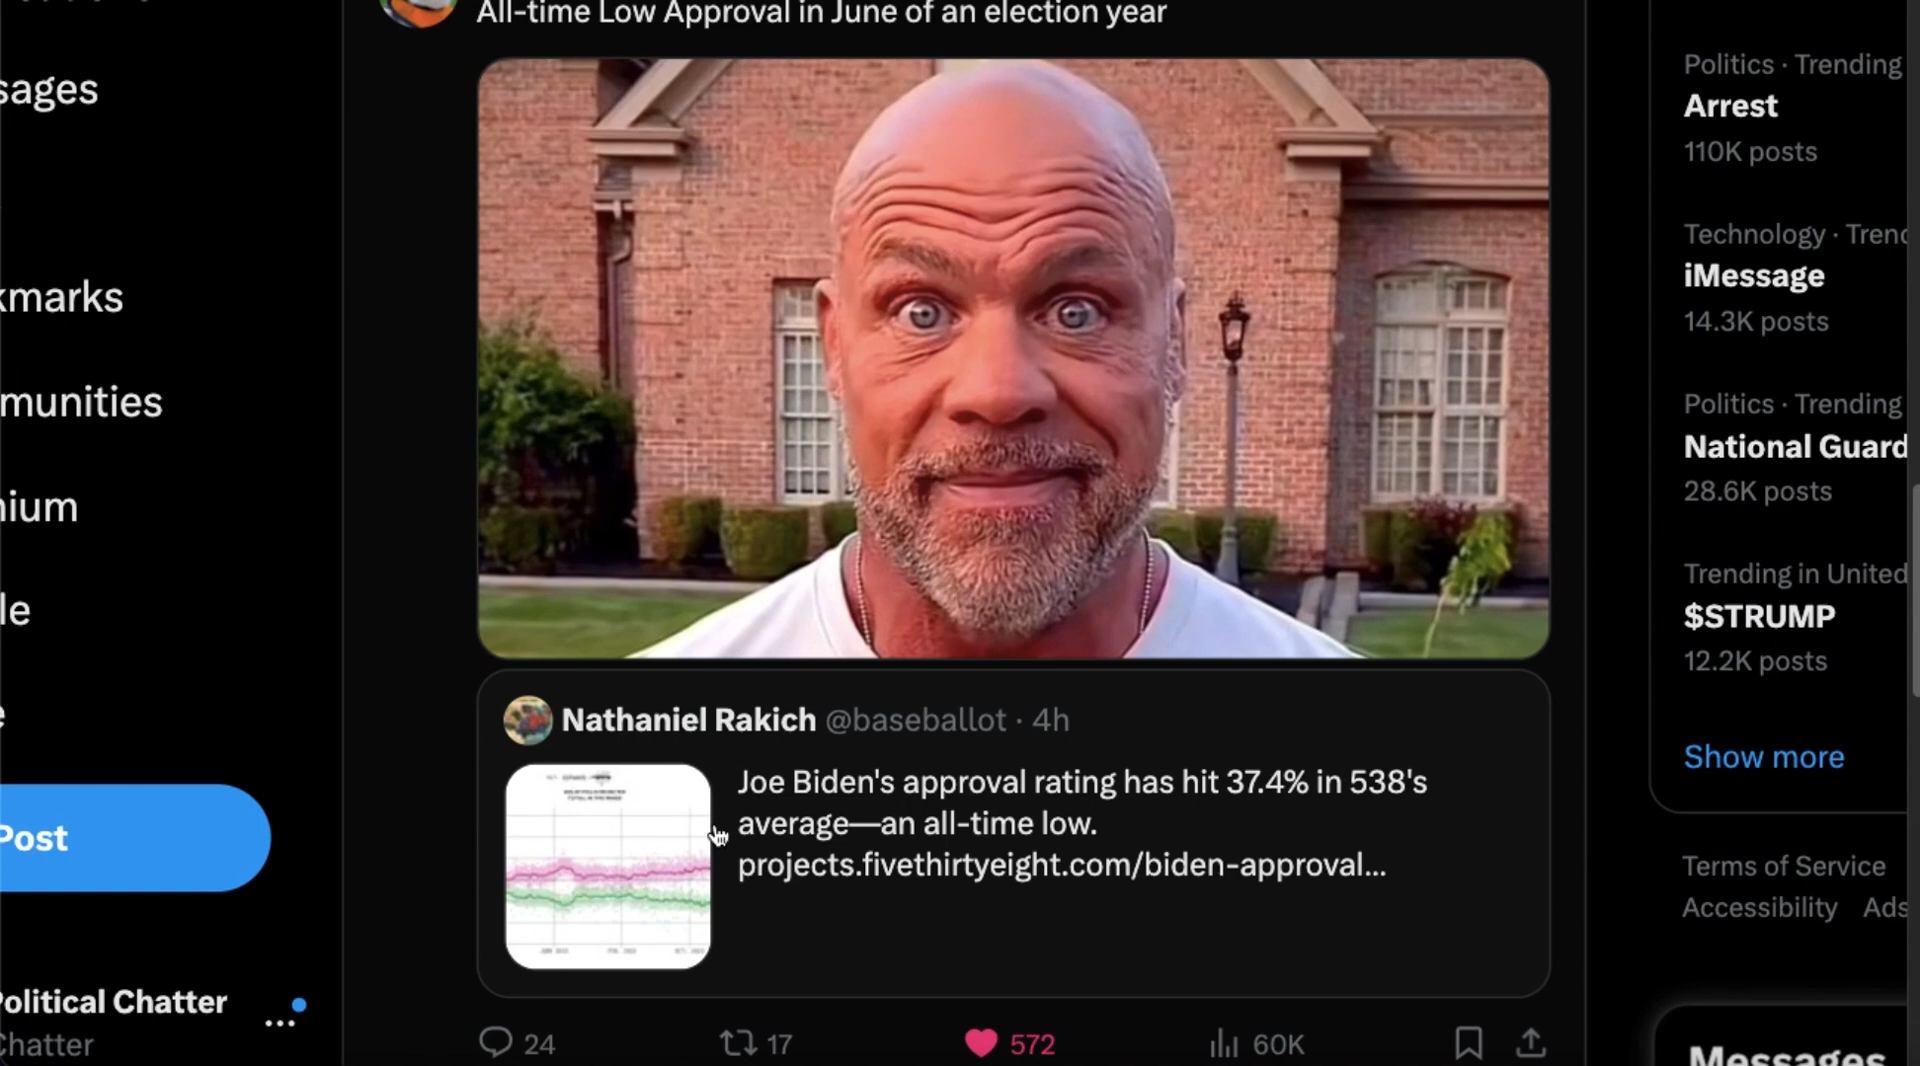 All-time Low Approval in June of an election year
sages
kmarks
munities
nium
le
e
Post
Political Chatter
Chatter
Nathaniel Rakich @baseballot · 4h
Joe Biden's approval rating has hit 37.4% in 538's
average—an all-time low.
projects.fivethirtyeight.com/biden-approval...
24
17
572
60K
Politics · Trending
Arrest
110K posts
Technology · Trend
iMessage
14.3K posts
Politics · Trending
National Guard
28.6K posts
Trending in United
$STRUMP
12.2K posts
Show more
Terms of Service
Accessibility Ads
Messages